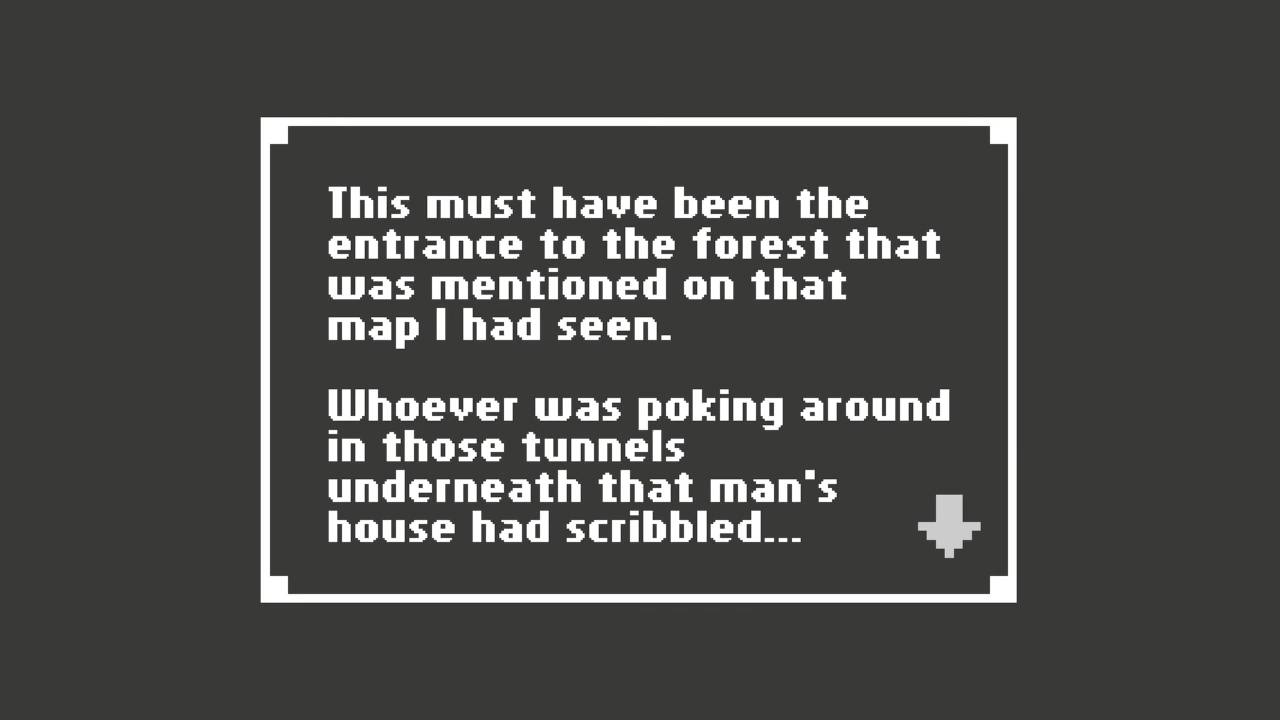 This must have been the
entrance to the forest that
was mentioned on that
map I had seen.
Whoever was poking around
in those tunnels
underneath that man's
house had scribbled...